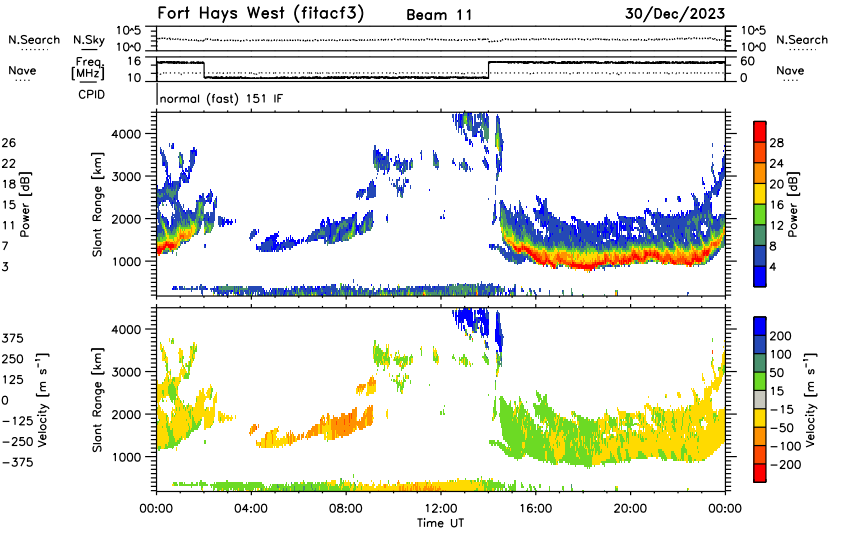 Fort Hays West (fitacf3) Beam 11 30/Dec/2023
N.Search N.Sky 10^5 10^0 10^5 10^0 N.Search
Nave Freq. [MHz] 16 10 60 0 Nave
CPID normal (fast) 151 IF
26 22 18 15 11 7 3
Power [dB]
Slant Range [km]
4000 3000 2000 1000
28 24 20 16 12 8 4
Power [dB]
375 250 125 0 −125 −250 −375
Velocity [m s⁻¹]
Slant Range [km]
4000 3000 2000 1000
200 100 50 15 −15 −50 −100 −200
Velocity [m s⁻¹]
00:00 04:00 08:00 12:00 16:00 20:00 00:00
Time UT